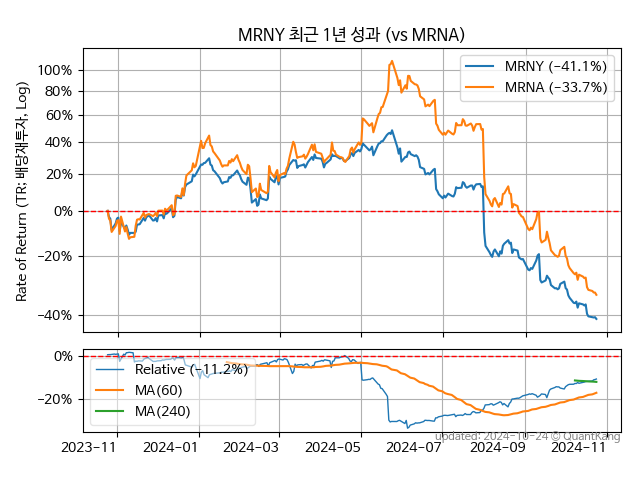 MRNY 최근 1년 성과 (vs MRNA)
Rate of Return (TR: 배당재투자, Log)
100%
80%
60%
40%
20%
0%
−20%
−40%
MRNY (−41.1%)
MRNA (−33.7%)
0%
−20%
Relative (−11.2%)
MA(60)
MA(240)
2023-11
2024-01
2024-03
2024-05
2024-07
2024-09
2024-11
updated: 2024-10-24 © QuantKang